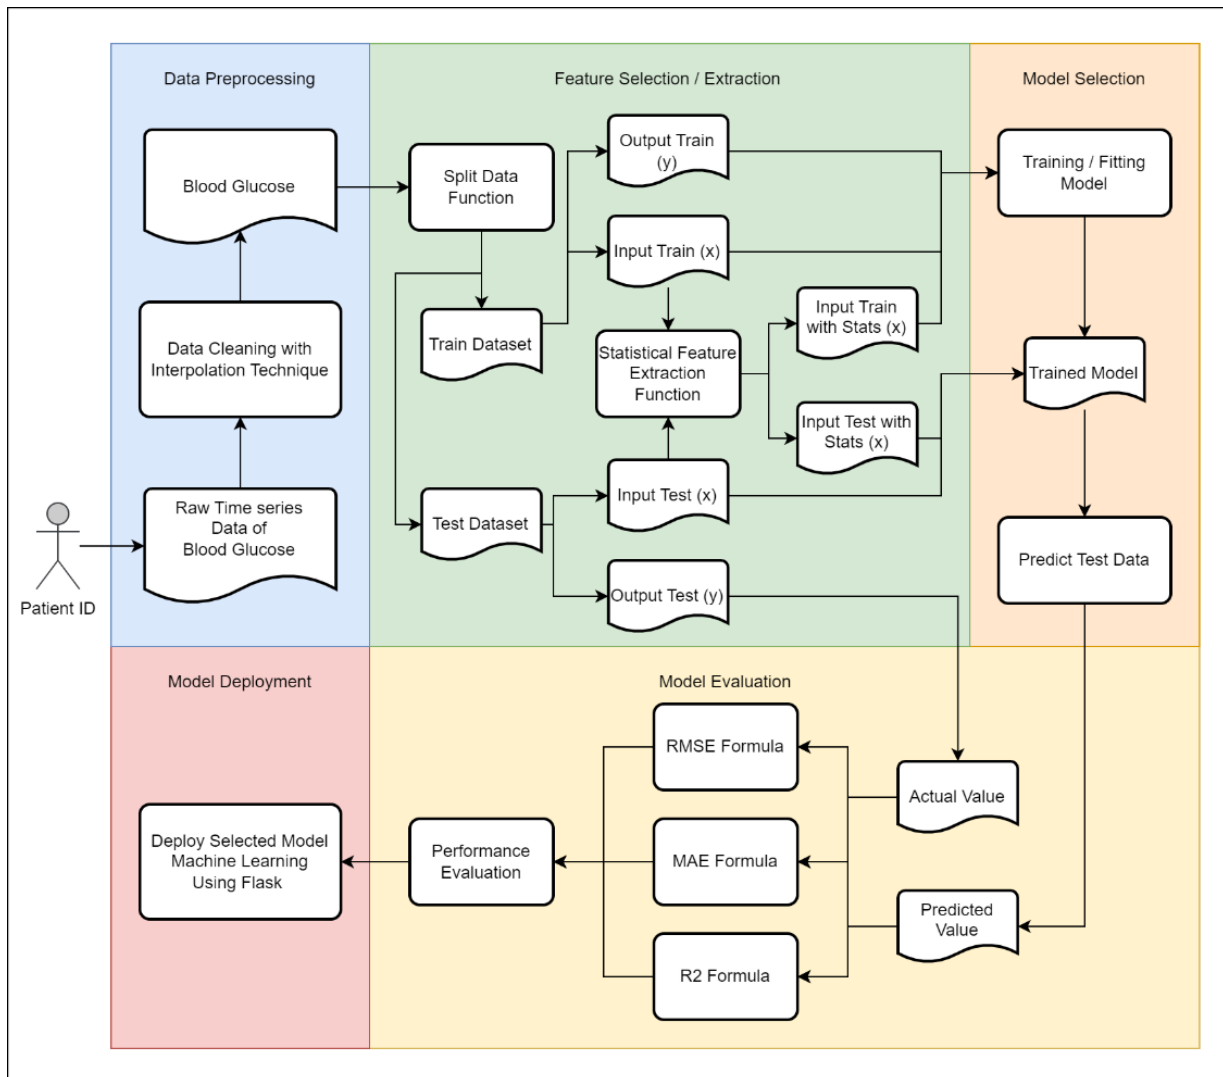 Data Preprocessing
Feature Selection / Extraction
Model Selection
Blood Glucose
Split Data
Function
Output Train
(y)
Training / Fitting
Model
Input Train (x)
Data Cleaning with
Interpolation Technique
Train Dataset
Statistical Feature
Extraction
Function
Input Train
with Stats (x)
Trained Model
Input Test with
Stats (x)
Raw Time series
Data of
Blood Glucose
Test Dataset
Input Test (x)
Predict Test Data
Output Test (y)
Patient ID
Model Deployment
Model Evaluation
RMSE Formula
Actual Value
Deploy Selected Model
Machine Learning
Using Flask
Performance
Evaluation
MAE Formula
Predicted
Value
R2 Formula